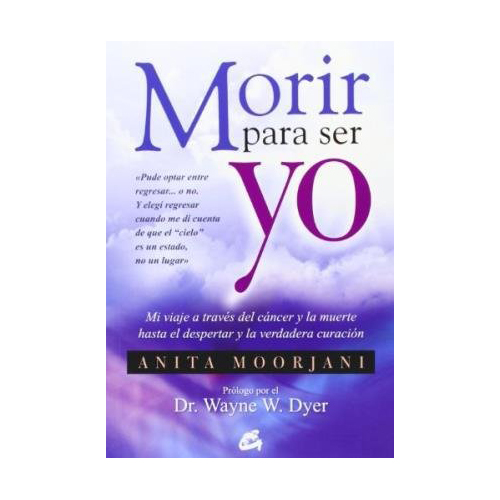 Morir
para ser
yo
«Pude optar entre
regresar... o no.
Y elegí regresar
cuando me di cuenta
de que el "cielo"
es un estado,
no un lugar»
Mi viaje a través del cáncer y la muerte
hasta el despertar y la verdadera curación
ANITA MOORJANI
Prólogo por el
Dr. Wayne W. Dyer